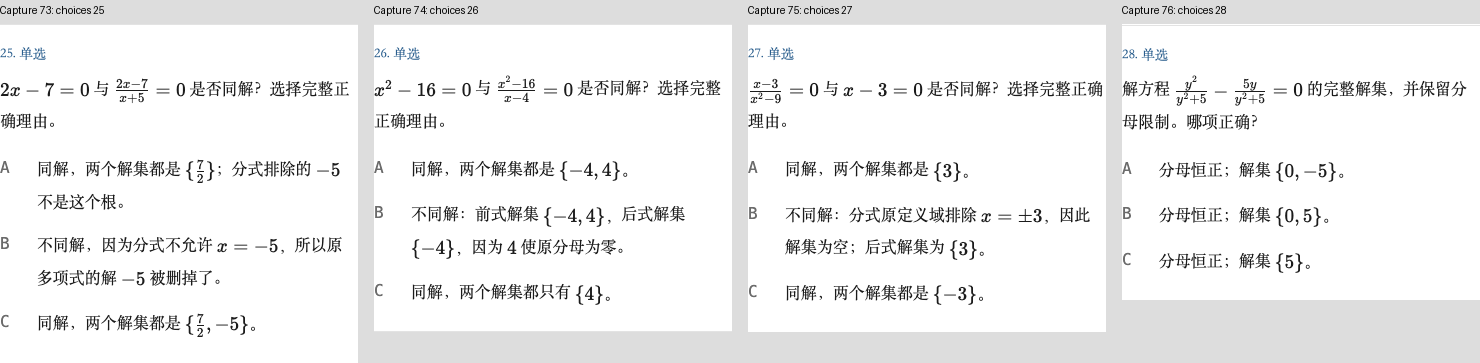 Capture 73: choices 25
25. 单选
2x − 7 = 0 与 \frac{2x−7}{x+5} = 0 是否同解？选择完整正
确理由。
A 同解，两个解集都是 {\frac{7}{2}}；分式排除的 −5
不是这个根。
B 不同解，因为分式不允许 x = −5，所以原
多项式的解 −5 被删掉了。
C 同解，两个解集都是 {\frac{7}{2}, −5}。
Capture 74: choices 26
26. 单选
x² − 16 = 0 与 \frac{x²−16}{x−4} = 0 是否同解？选择完整
正确理由。
A 同解，两个解集都是 {−4, 4}。
B 不同解：前式解集 {−4, 4}，后式解集
{−4}，因为 4 使原分母为零。
C 同解，两个解集都只有 {4}。
Capture 75: choices 27
27. 单选
\frac{x−3}{x²−9} = 0 与 x − 3 = 0 是否同解？选择完整正确
理由。
A 同解，两个解集都是 {3}。
B 不同解：分式原定义域排除 x = ±3，因此
解集为空；后式解集为 {3}。
C 同解，两个解集都是 {−3}。
Capture 76: choices 28
28. 单选
解方程 \frac{y²}{y²+5} − \frac{5y}{y²+5} = 0 的完整解集，并保留分
母限制。哪项正确？
A 分母恒正；解集 {0, −5}。
B 分母恒正；解集 {0, 5}。
C 分母恒正；解集 {5}。